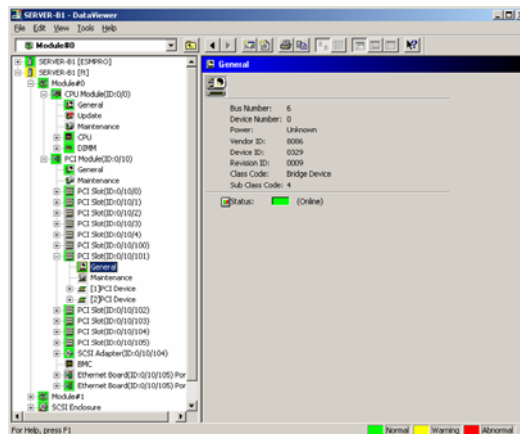 SERVER-B1 - DataViewer
File Edit View Tools Help
Module#0
SERVER-B1 [ESMPRO]
SERVER-B1 [ft]
Module#0
CPU Module(ID:0/0)
General
Update
Maintenance
CPU
DIMM
PCI Module(ID:0/10)
General
Maintenance
PCI Slot(ID:0/10/0)
PCI Slot(ID:0/10/1)
PCI Slot(ID:0/10/2)
PCI Slot(ID:0/10/3)
PCI Slot(ID:0/10/4)
PCI Slot(ID:0/10/100)
PCI Slot(ID:0/10/101)
General
Maintenance
[1]PCI Device
[2]PCI Device
PCI Slot(ID:0/10/102)
PCI Slot(ID:0/10/103)
PCI Slot(ID:0/10/104)
PCI Slot(ID:0/10/105)
SCSI Adapter(ID:0/10/104)
BMC
Ethernet Board(ID:0/10/105) Por
Ethernet Board(ID:0/10/105) Por
Module#1
SCSI Enclosure
General
Bus Number: 6
Device Number: 0
Power: Unknown
Vendor ID: 8086
Device ID: 0329
Revision ID: 0009
Class Code: Bridge Device
Sub Class Code: 4
Status: (Online)
For Help, press F1
Normal Warning Abnormal